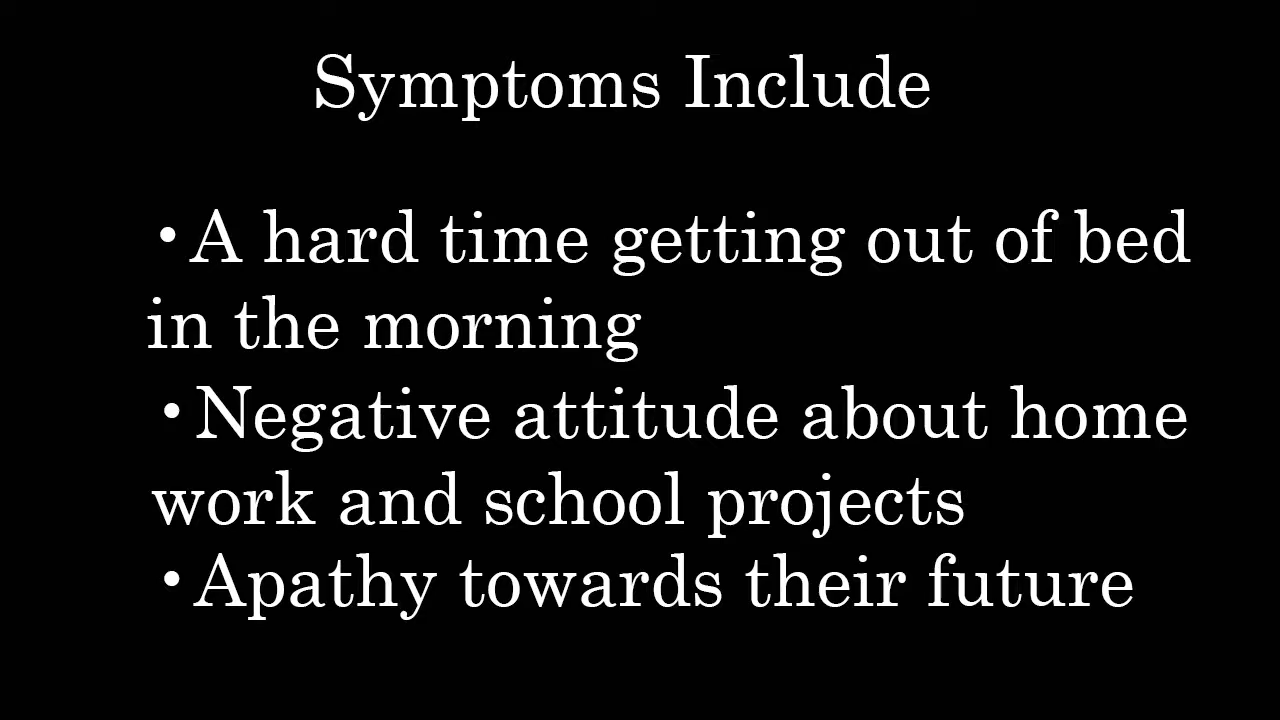 Symptoms Include
•A hard time getting out of bed
in the morning
•Negative attitude about home
work and school projects
•Apathy towards their future